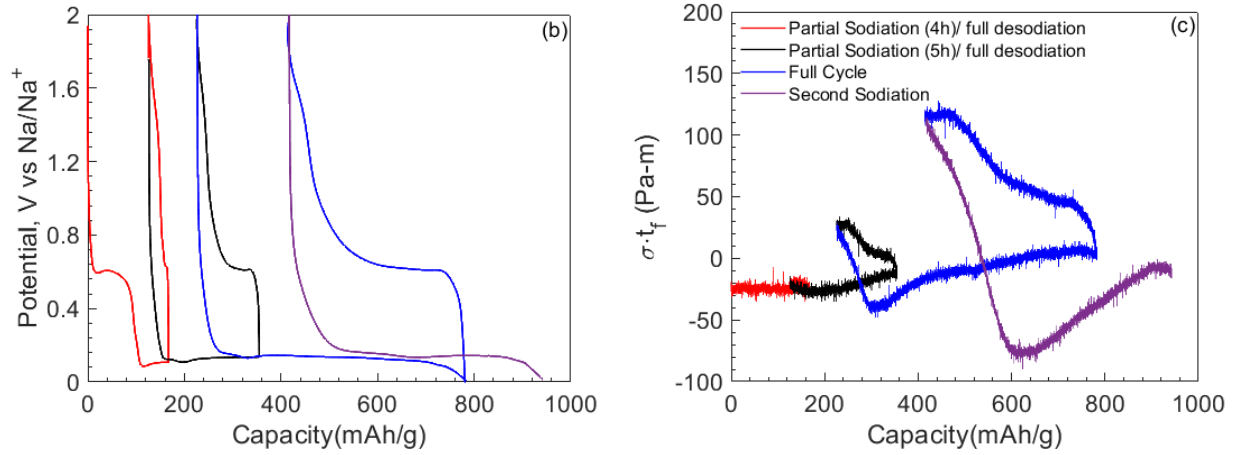 (b)
Potential, V vs Na/Na⁺
2
1.6
1.2
0.8
0.4
0
0
200
400
600
800
1000
Capacity(mAh/g)
(c)
Partial Sodiation (4h)/ full desodiation
Partial Sodiation (5h)/ full desodiation
Full Cycle
Second Sodiation
σ·t_f (Pa-m)
200
150
100
50
0
-50
-100
0
200
400
600
800
1000
Capacity(mAh/g)